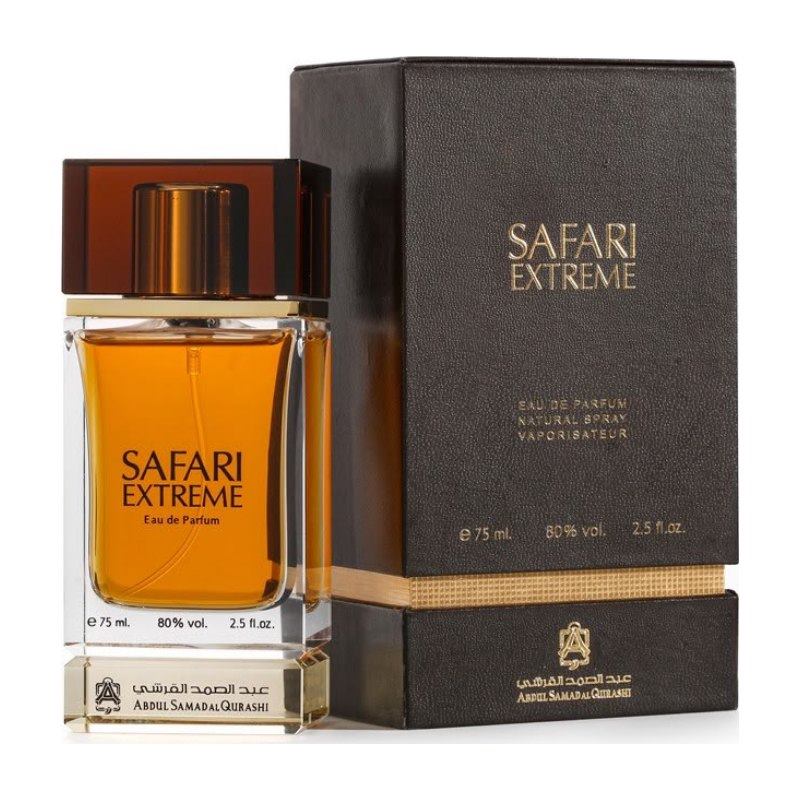 SAFARI
EXTREME
Eau de Parfum
e 75 ml. 80% vol. 2.5 fl.oz.
عبد الصمد القرشي
ABDUL SAMAD AL QURASHI
SAFARI
EXTREME
EAU DE PARFUM
NATURAL SPRAY
VAPORISATEUR
e 75 ml. 80% vol. 2.5 fl.oz.
عبد الصمد القرشي
ABDUL SAMAD AL QURASHI